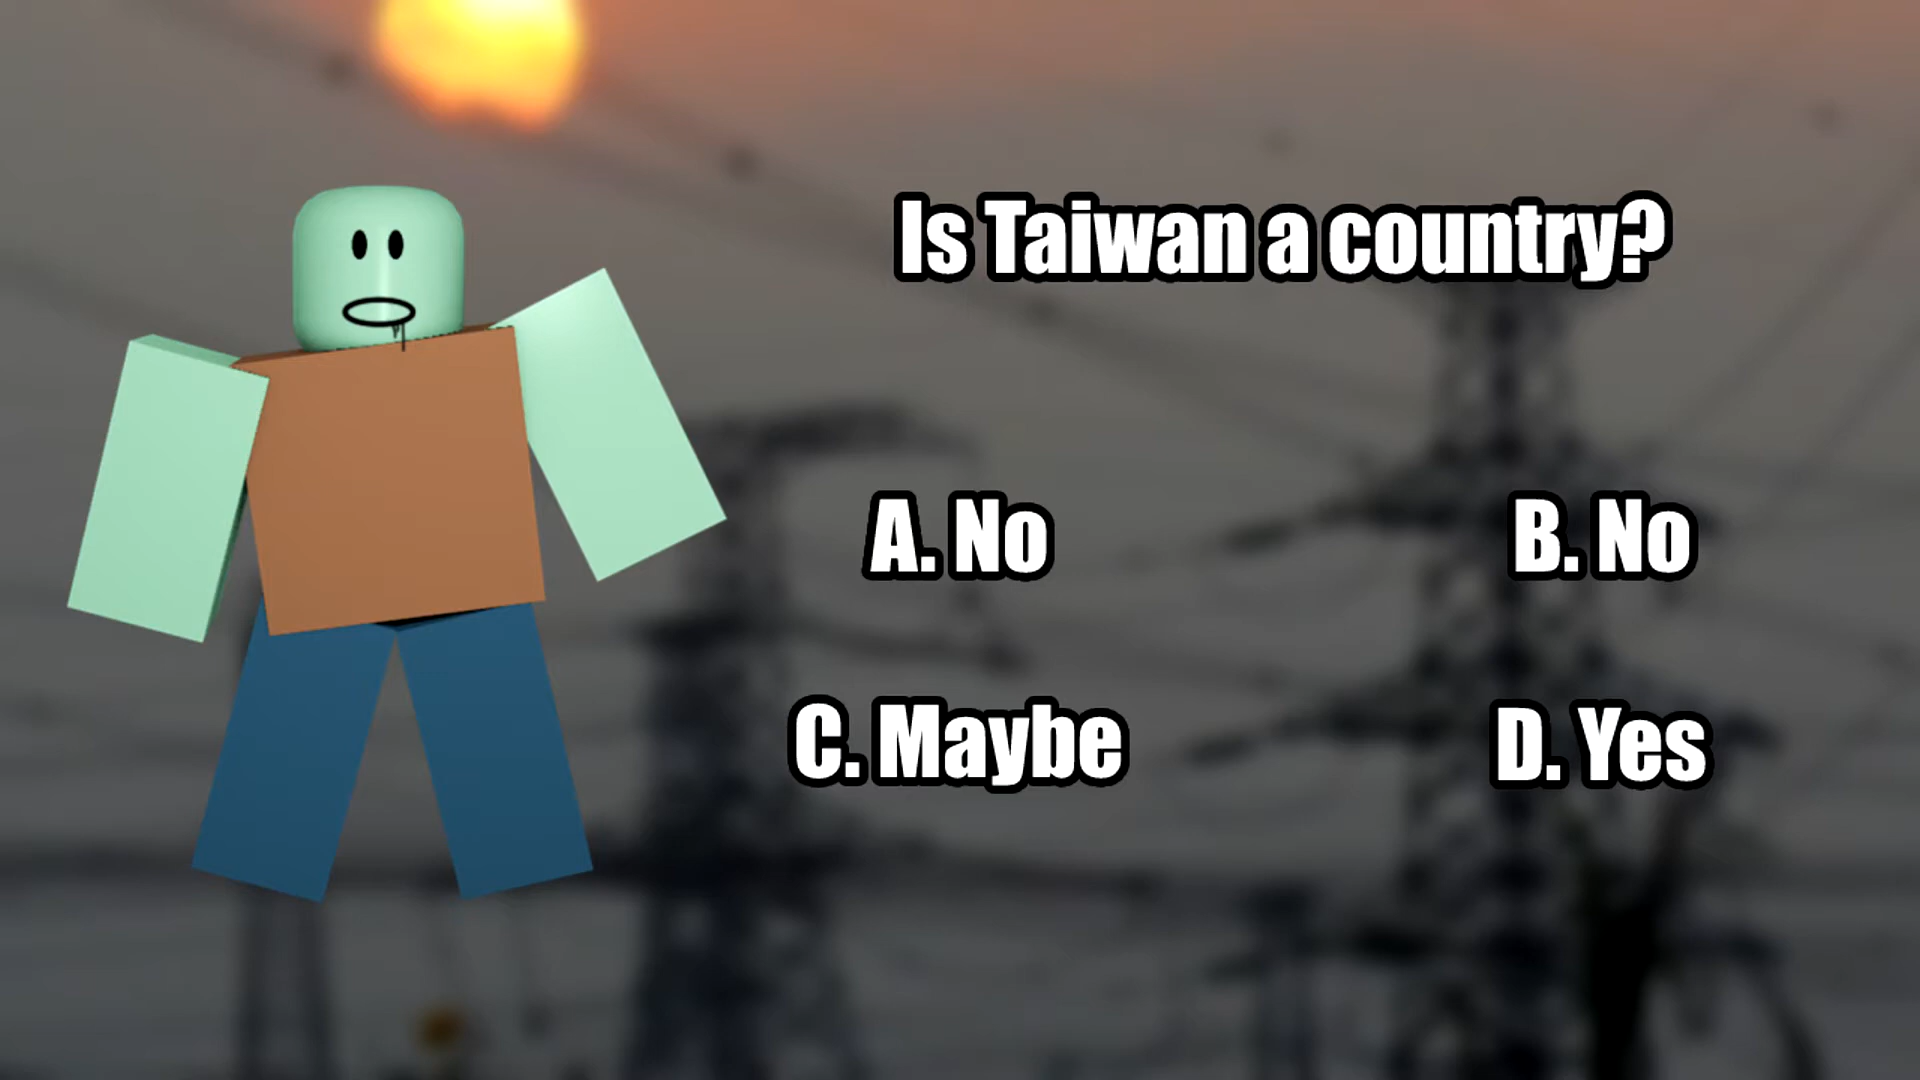 Is Taiwan a country?
A. No
B. No
C. Maybe
D. Yes